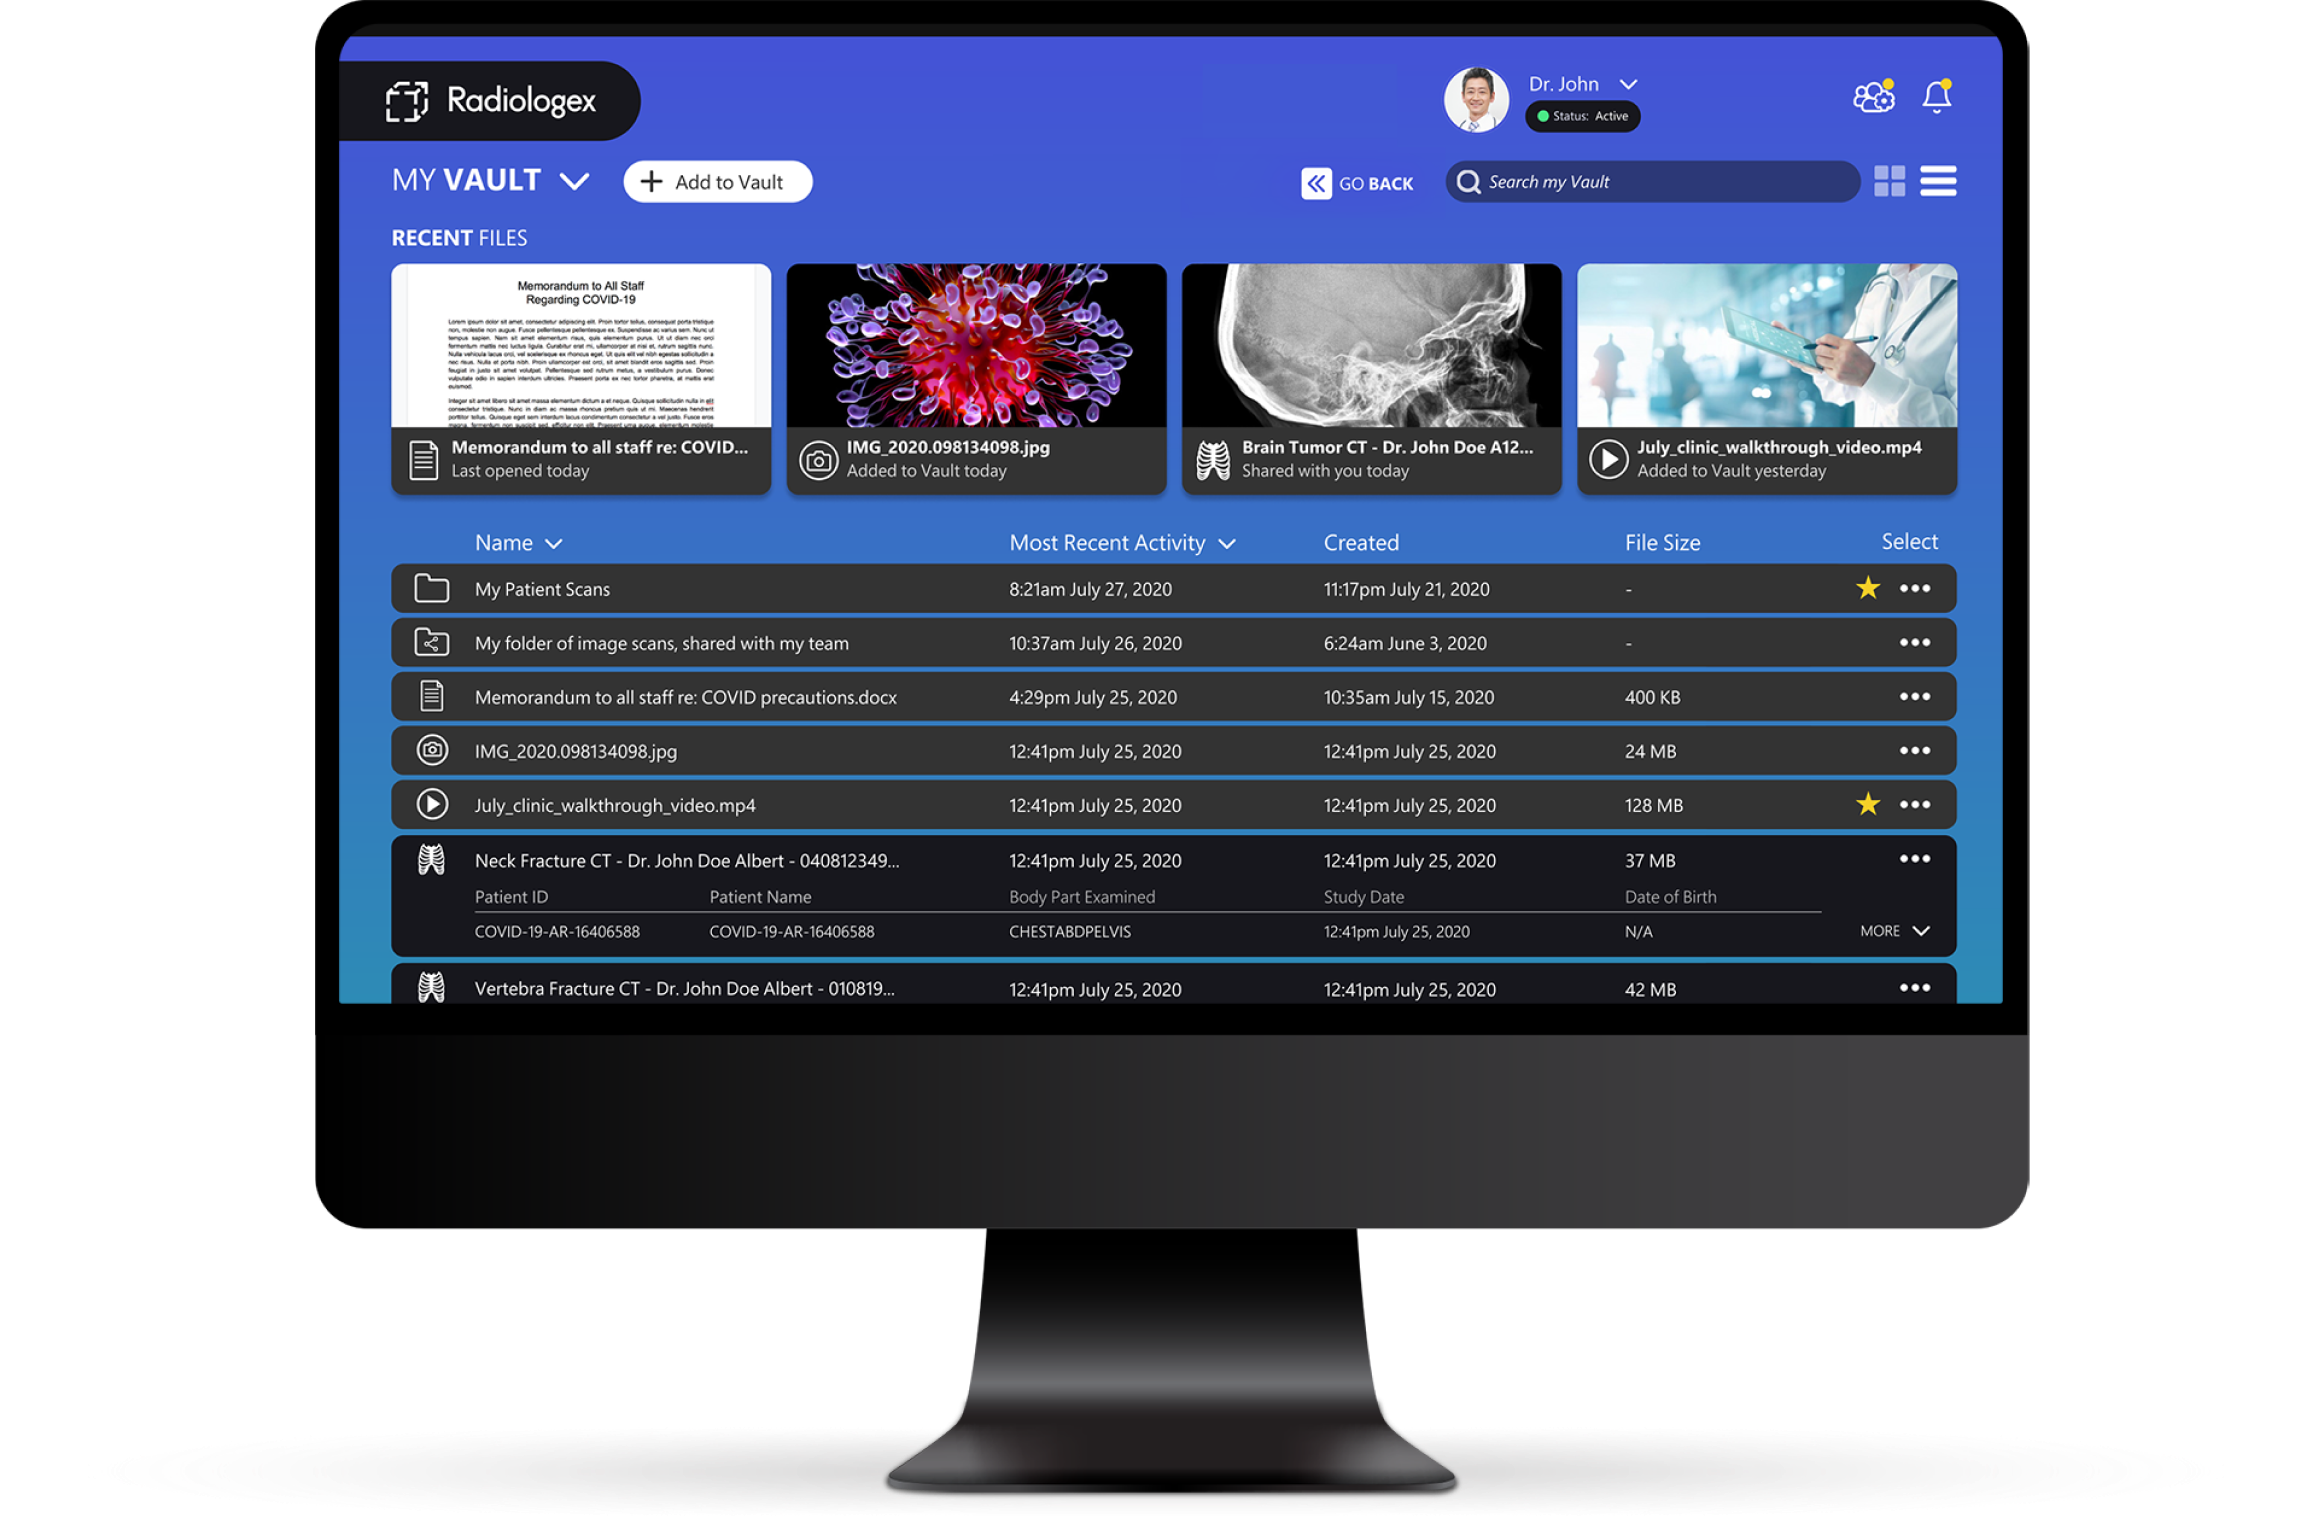 Radiologex
Dr. John
Status: Active
MY VAULT
Add to Vault
GO BACK
Search my Vault
RECENT FILES
Memorandum to All Staff
Regarding COVID-19
Memorandum to all staff re: COVID...
Last opened today
IMG_2020.098134098.jpg
Added to Vault today
Brain Tumor CT - Dr. John Doe A12...
Shared with you today
July_clinic_walkthrough_video.mp4
Added to Vault yesterday
Name Most Recent Activity Created File Size Select
My Patient Scans 8:21am July 27, 2020 11:17pm July 21, 2020 -
My folder of image scans, shared with my team 10:37am July 26, 2020 6:24am June 3, 2020 -
Memorandum to all staff re: COVID precautions.docx 4:29pm July 25, 2020 10:35am July 15, 2020 400 KB
IMG_2020.098134098.jpg 12:41pm July 25, 2020 12:41pm July 25, 2020 24 MB
July_clinic_walkthrough_video.mp4 12:41pm July 25, 2020 12:41pm July 25, 2020 128 MB
Neck Fracture CT - Dr. John Doe Albert - 040812349... 12:41pm July 25, 2020 12:41pm July 25, 2020 37 MB
Patient ID Patient Name Body Part Examined Study Date Date of Birth
COVID-19-AR-16406588 COVID-19-AR-16406588 CHESTABDPELVIS 12:41pm July 25, 2020 N/A MORE
Vertebra Fracture CT - Dr. John Doe Albert - 010819... 12:41pm July 25, 2020 12:41pm July 25, 2020 42 MB